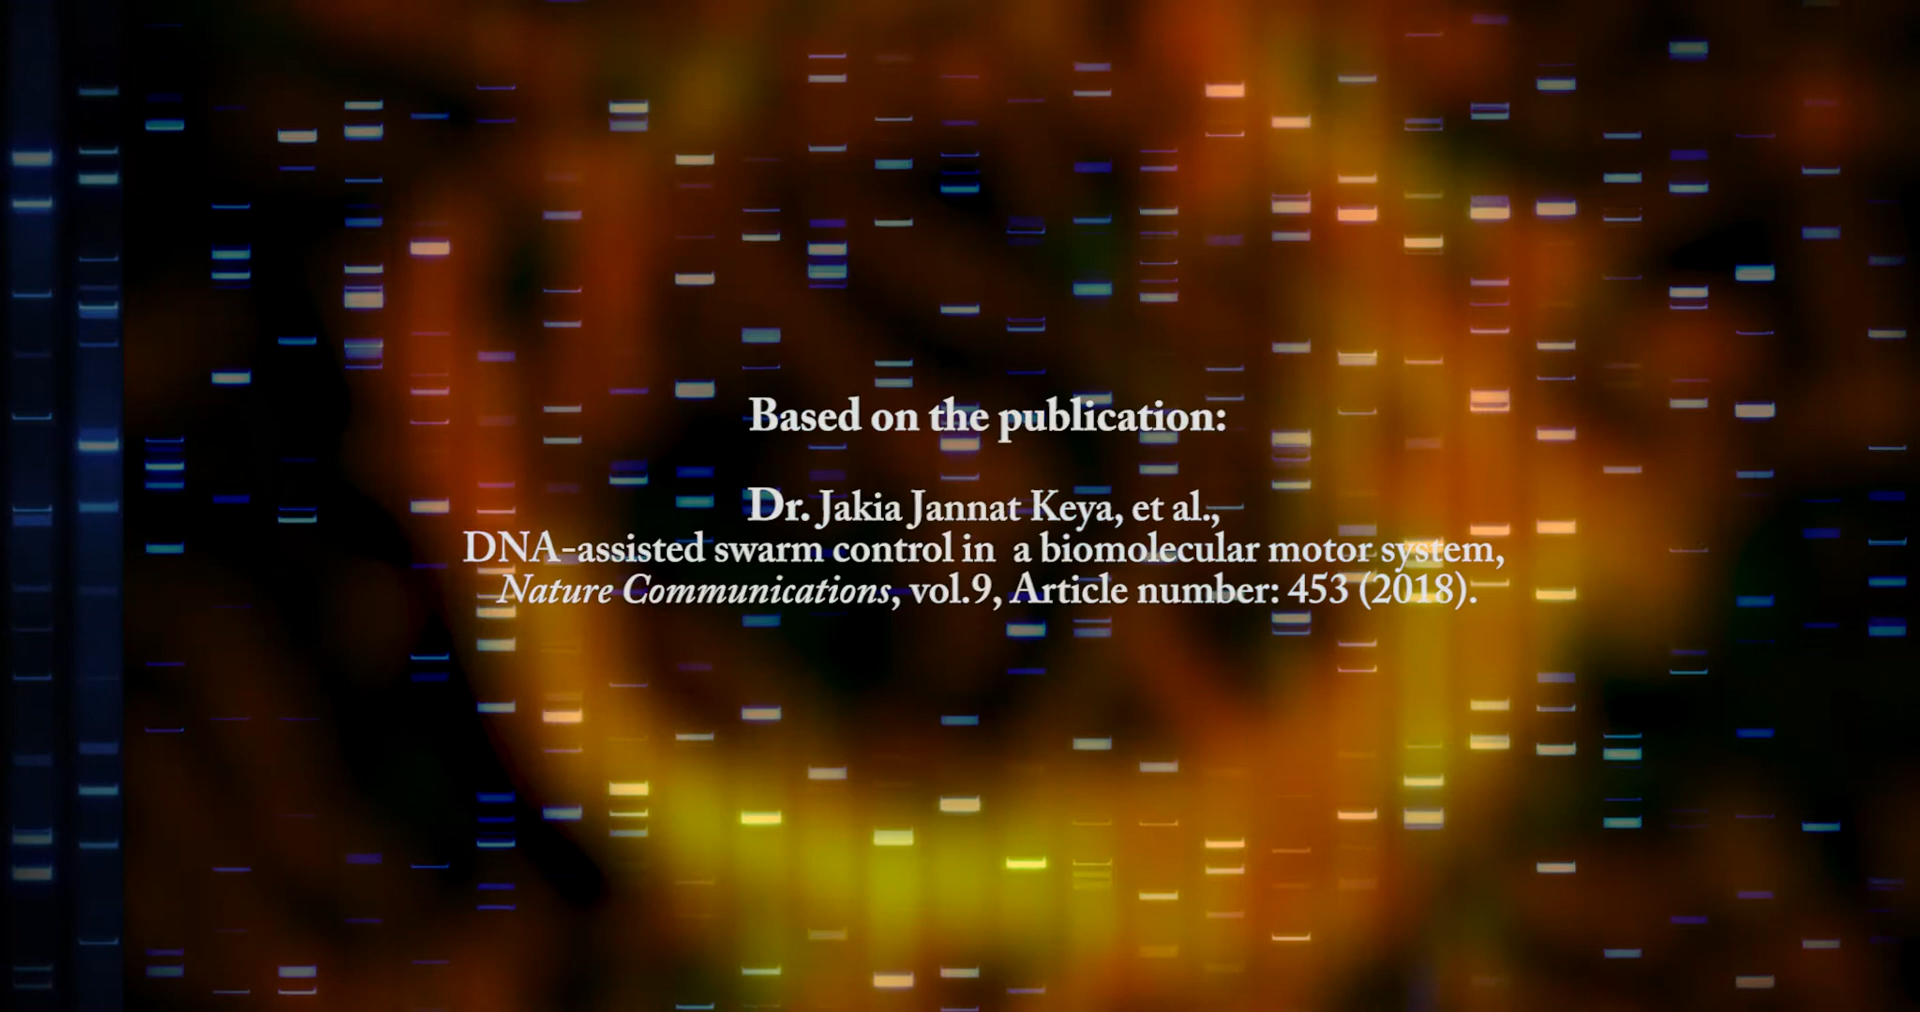 Based on the publication:
Dr. Jakia Jannat Keya, et al.,
DNA-assisted swarm control in a biomolecular motor system,
Nature Communications, vol.9, Article number: 453 (2018).